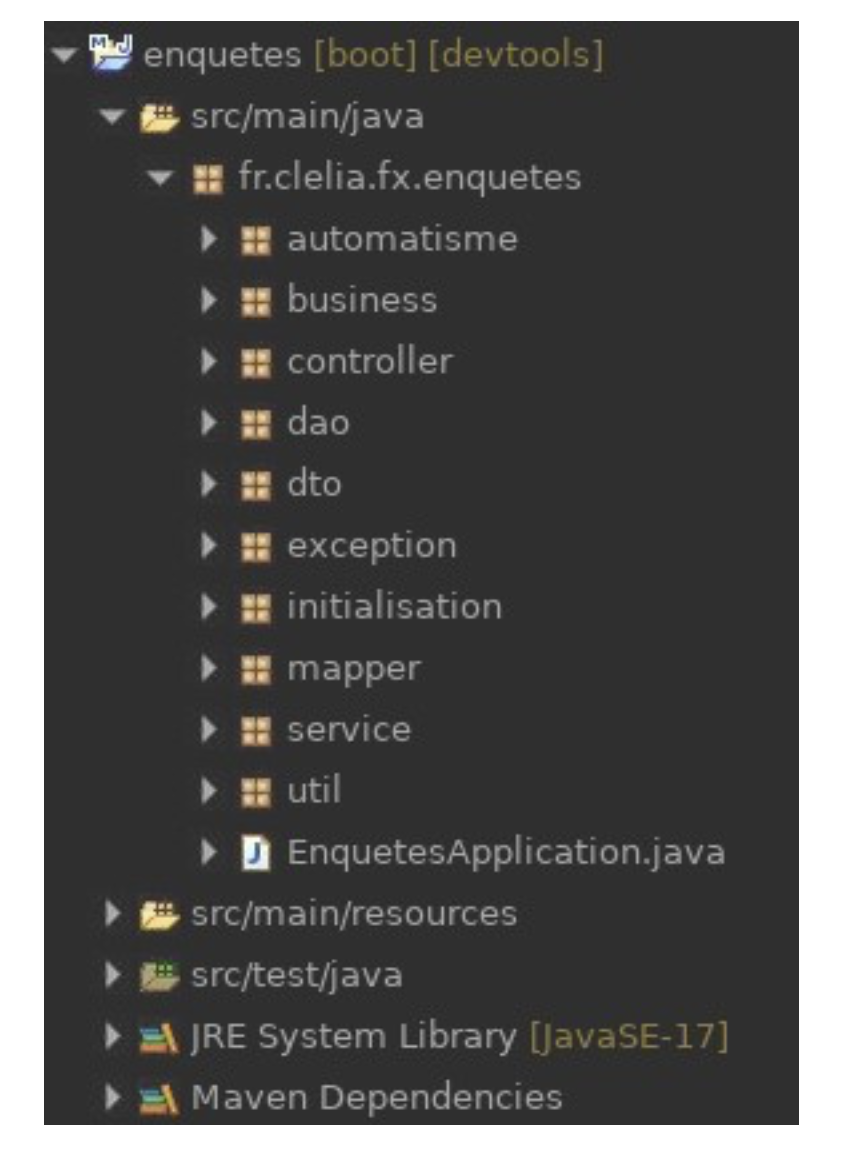 enquetes [boot] [devtools]
src/main/java
fr.clelia.fx.enquetes
automatisme
business
controller
dao
dto
exception
initialisation
mapper
service
util
EnquetesApplication.java
src/main/resources
src/test/java
JRE System Library [JavaSE-17]
Maven Dependencies